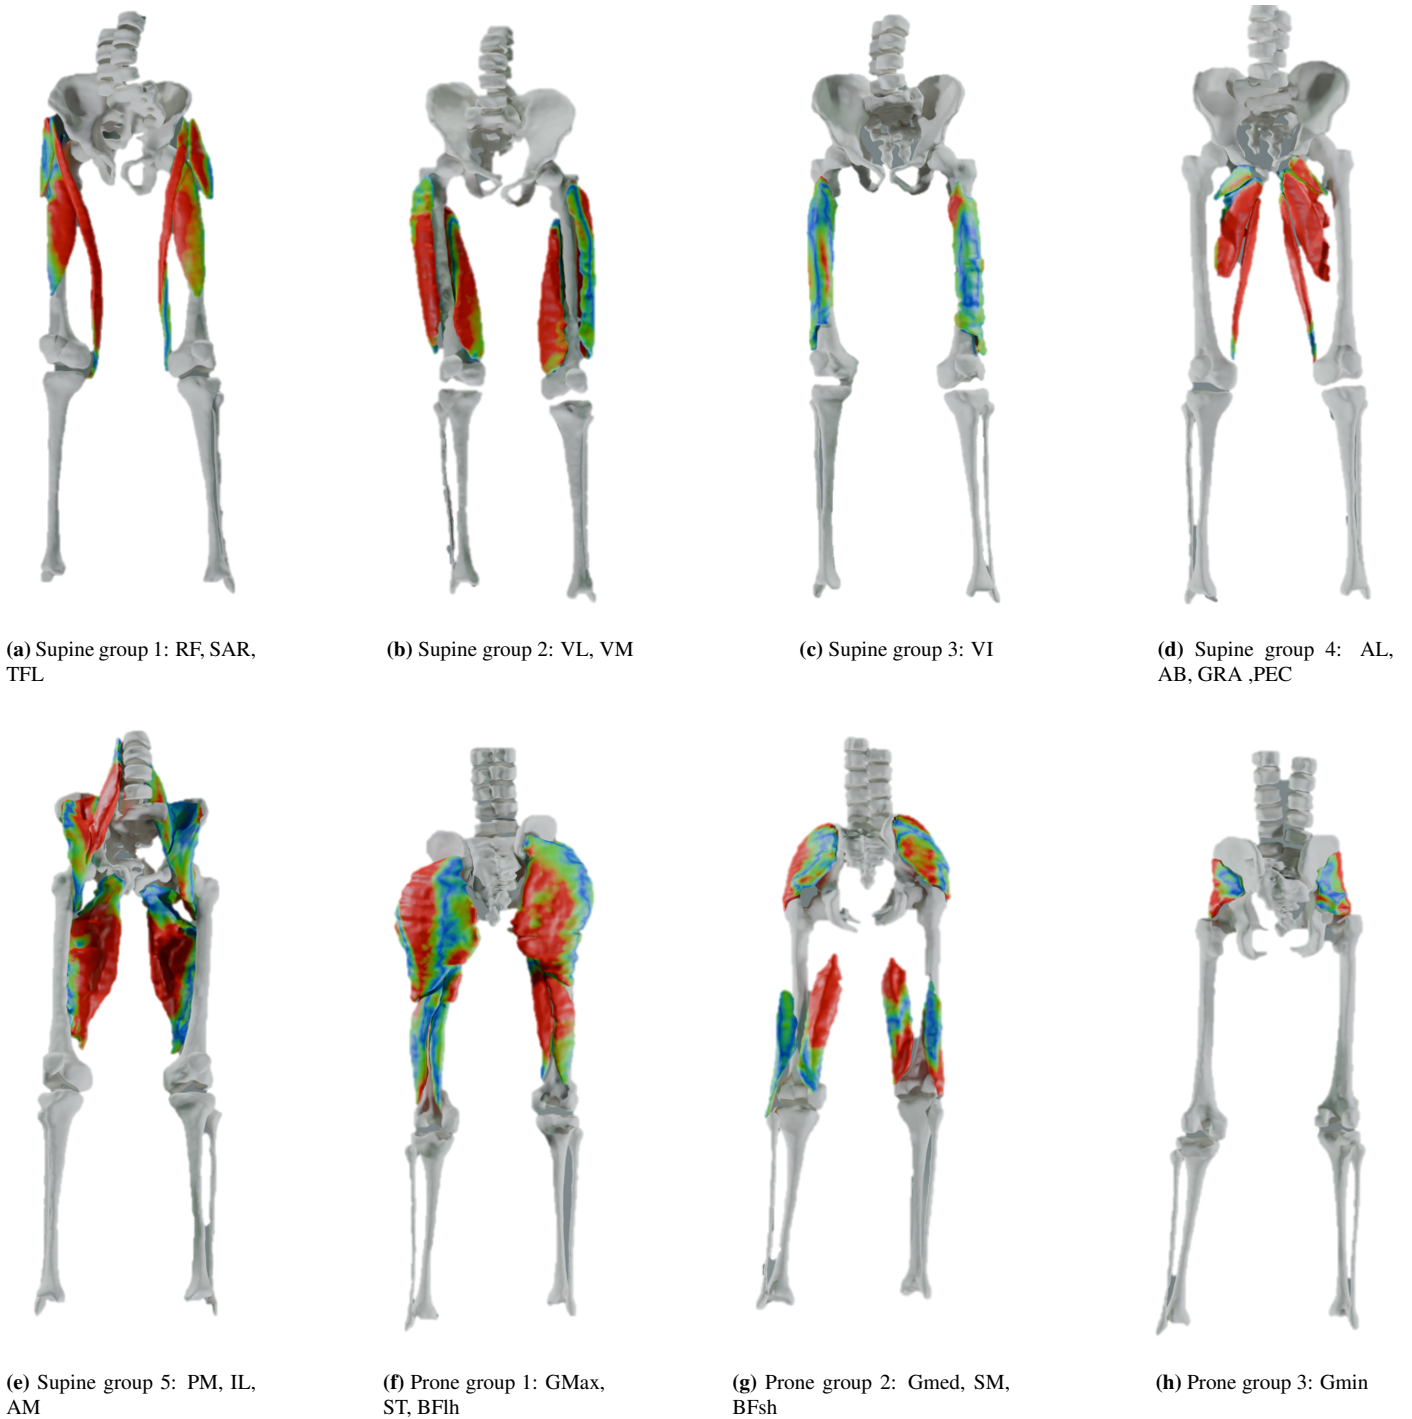 (a) Supine group 1: RF, SAR,
TFL
(b) Supine group 2: VL, VM
(c) Supine group 3: VI
(d) Supine group 4: AL,
AB, GRA ,PEC
(e) Supine group 5: PM, IL,
AM
(f) Prone group 1: GMax,
ST, BFlh
(g) Prone group 2: Gmed, SM,
BFsh
(h) Prone group 3: Gmin